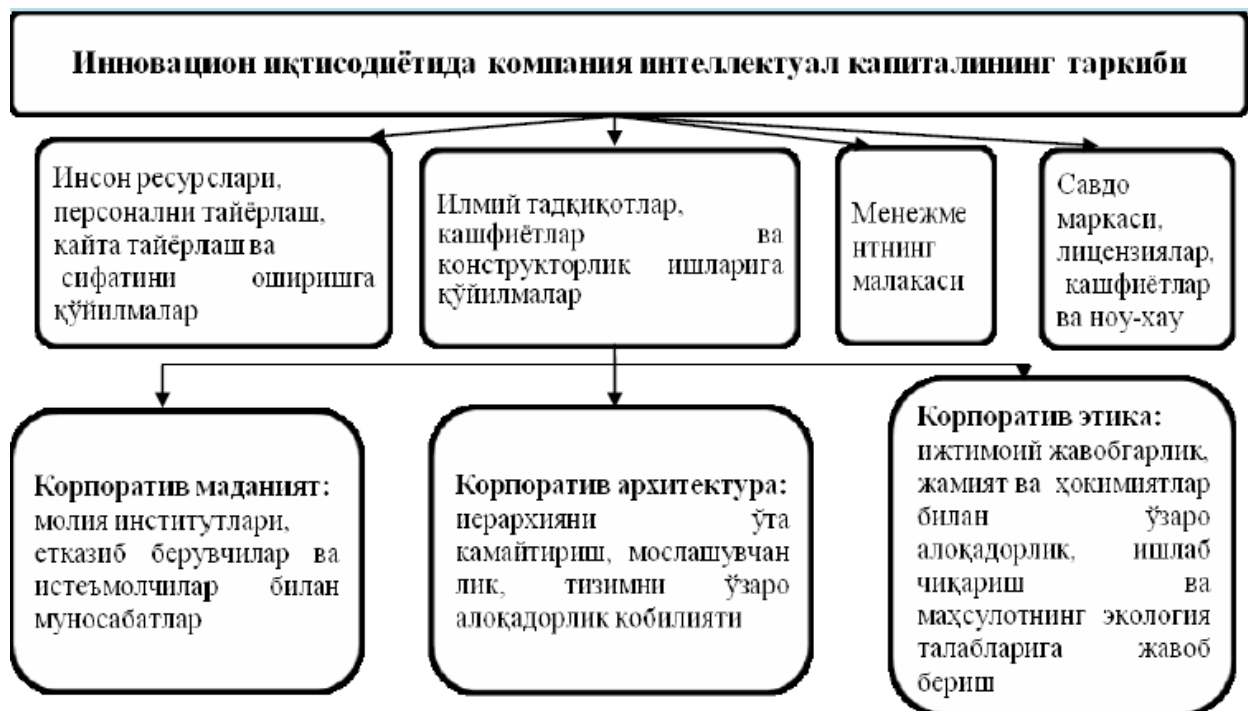 Инновацион иқтисодиётида компания интеллектуал капиталининг таркиби
Инсон ресурслари,
персонални тайёрлаш,
қайта тайёрлаш ва
сифатини оширишга
қўйилмалар
Илмий тадқиқотлар,
кашфиётлар ва
конструкторлик ишларига
қўйилмалар
Менежме
нтнинг
малакаси
Савдо
маркаси,
лицензиялар,
кашфиётлар
ва ноу-хау
Корпоратив маданият:
молия институтлари,
етказиб берувчилар ва
истеъмолчилар билан
муносабатлар
Корпоратив архитектура:
иерархияни ўта
камайтириш, мослашувчан
лик, тизимни ўзаро
алоқадорлик кобилияти
Корпоратив этика:
ижтимоий жавобгарлик,
жамият ва ҳокимиятлар
билан ўзаро
алоқадорлик, ишлаб
чиқариш ва
маҳсулотнинг экология
талабларига жавоб
бериш